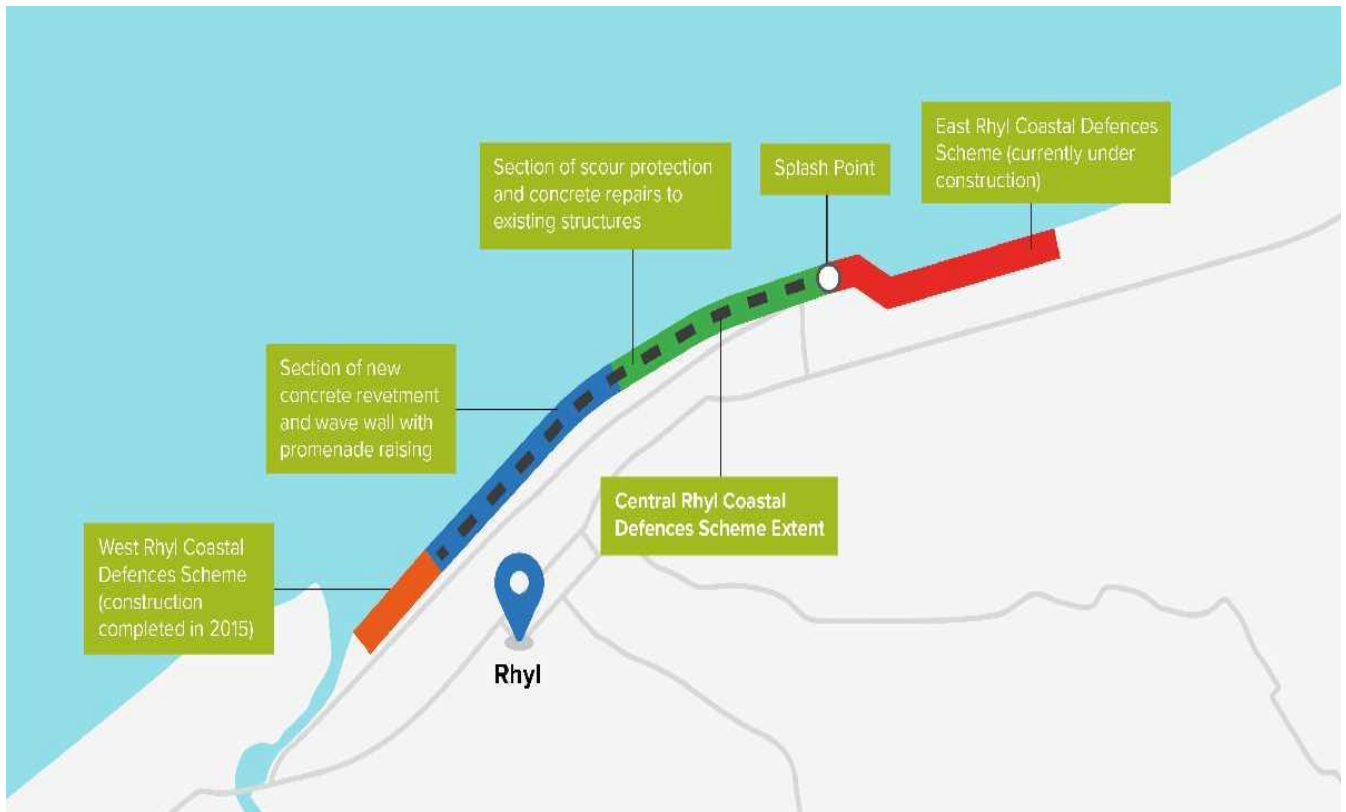 East Rhyl Coastal Defences
Scheme (currently under
construction)
Section of scour protection
and concrete repairs to
existing structures
Splash Point
Section of new
concrete revetment
and wave wall with
promenade raising
Central Rhyl Coastal
Defences Scheme Extent
West Rhyl Coastal
Defences Scheme
(construction
completed in 2015)
Rhyl